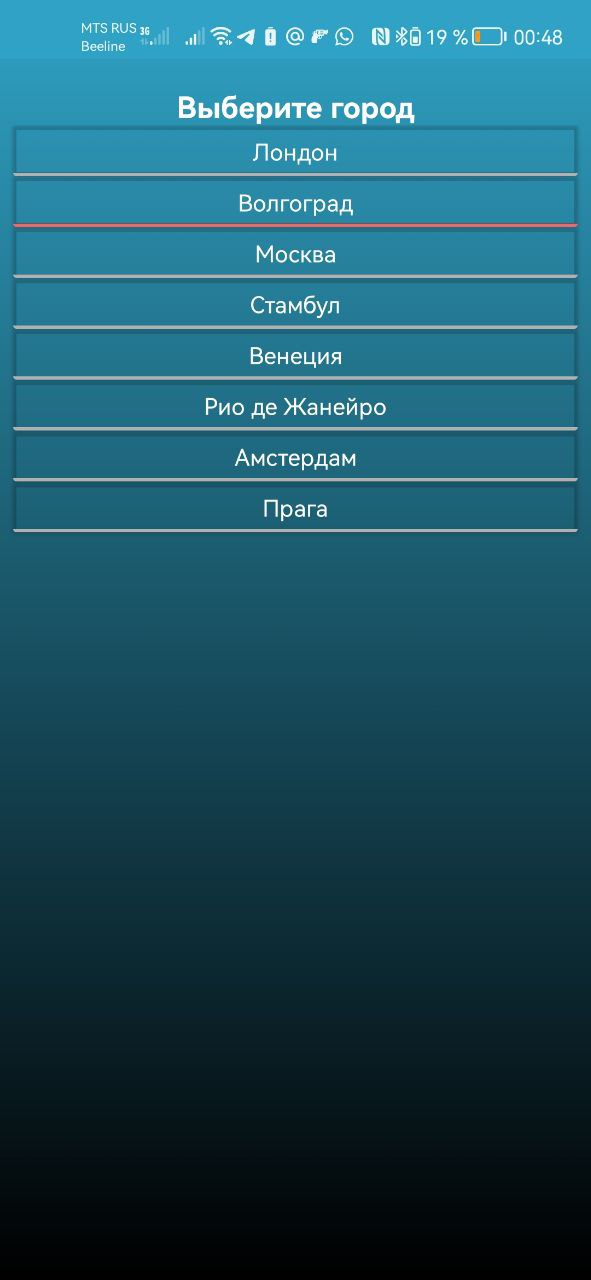 MTS RUS 3G
Beeline
19 % 00:48
Выберите город
Лондон
Волгоград
Москва
Стамбул
Венеция
Рио де Жанейро
Амстердам
Прага